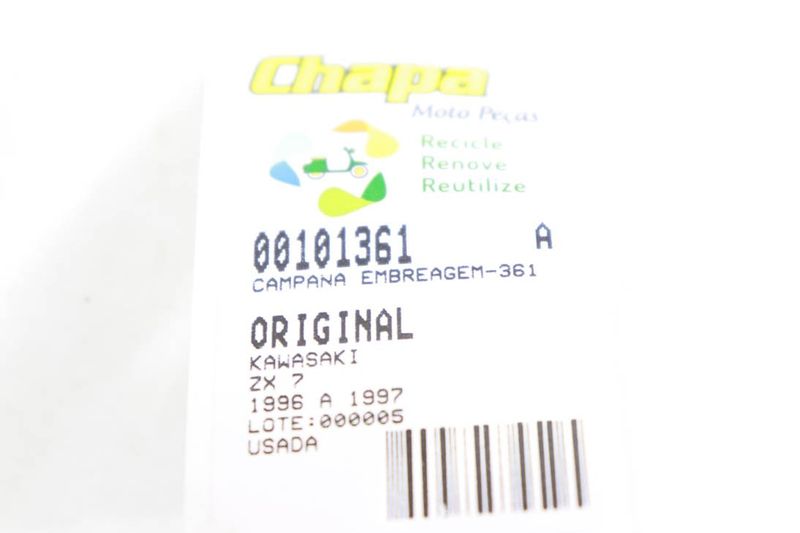 Chapa
Moto Peças
Recicle
Renove
Reutilize
00101361 A
CAMPANA EMBREAGEM-361
ORIGINAL
KAWASAKI
ZX 7
1996 A 1997
LOTE:000005
USADA